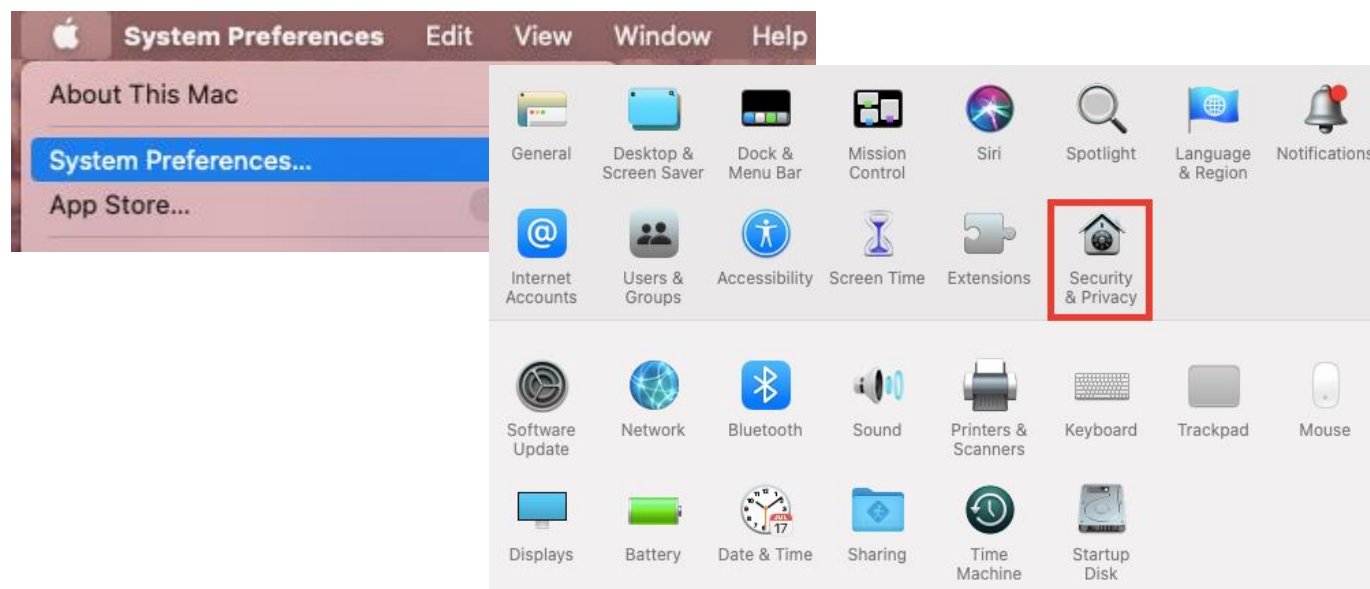 System Preferences Edit View Window Help
About This Mac
System Preferences...
App Store...
General
Desktop &
Screen Saver
Dock &
Menu Bar
Mission
Control
Siri
Spotlight
Language
& Region
Notifications
@
Internet
Accounts
Users &
Groups
Accessibility
Screen Time
Extensions
Security
& Privacy
Software
Update
Network
Bluetooth
Sound
Printers &
Scanners
Keyboard
Trackpad
Mouse
Displays
Battery
JUL
17
Date & Time
Sharing
Time
Machine
Startup
Disk